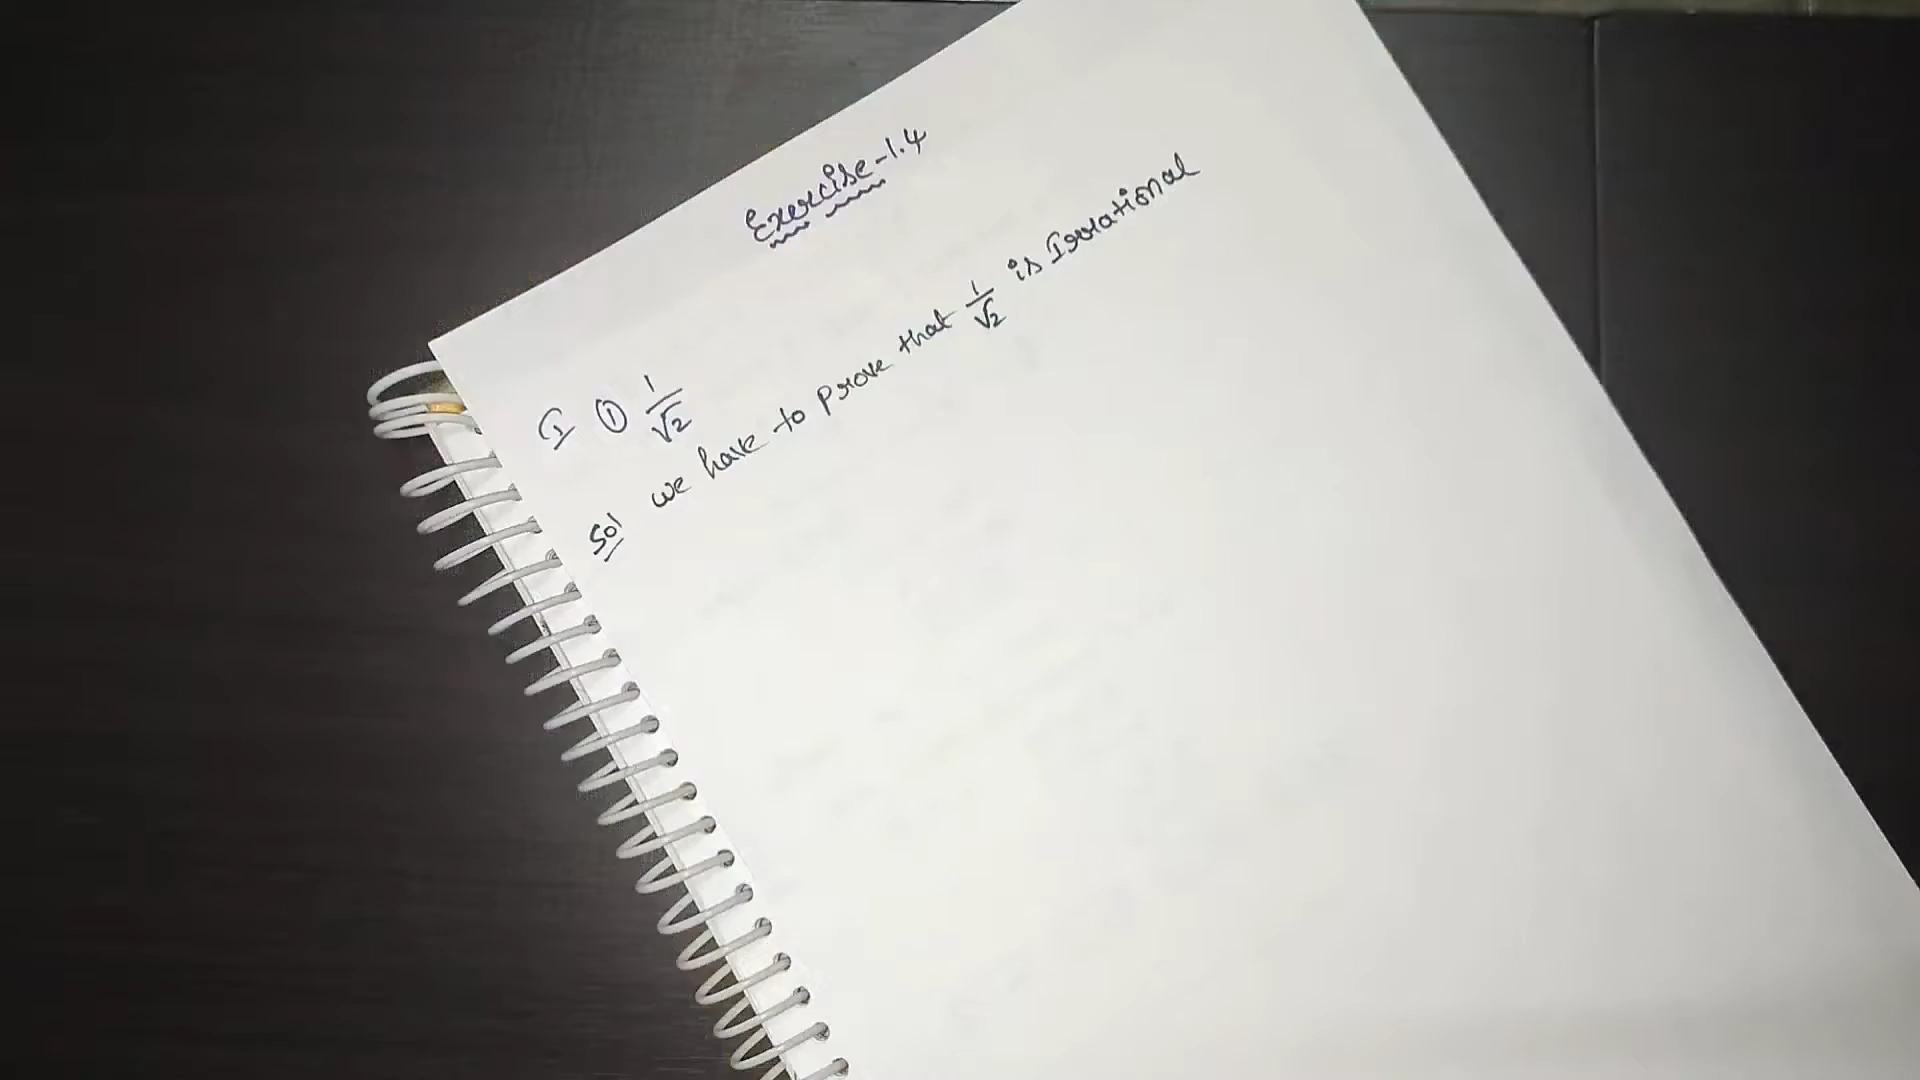 Exercise-1.4
I ① 1/√2
Sol we have to prove that 1/√2 is Irrational